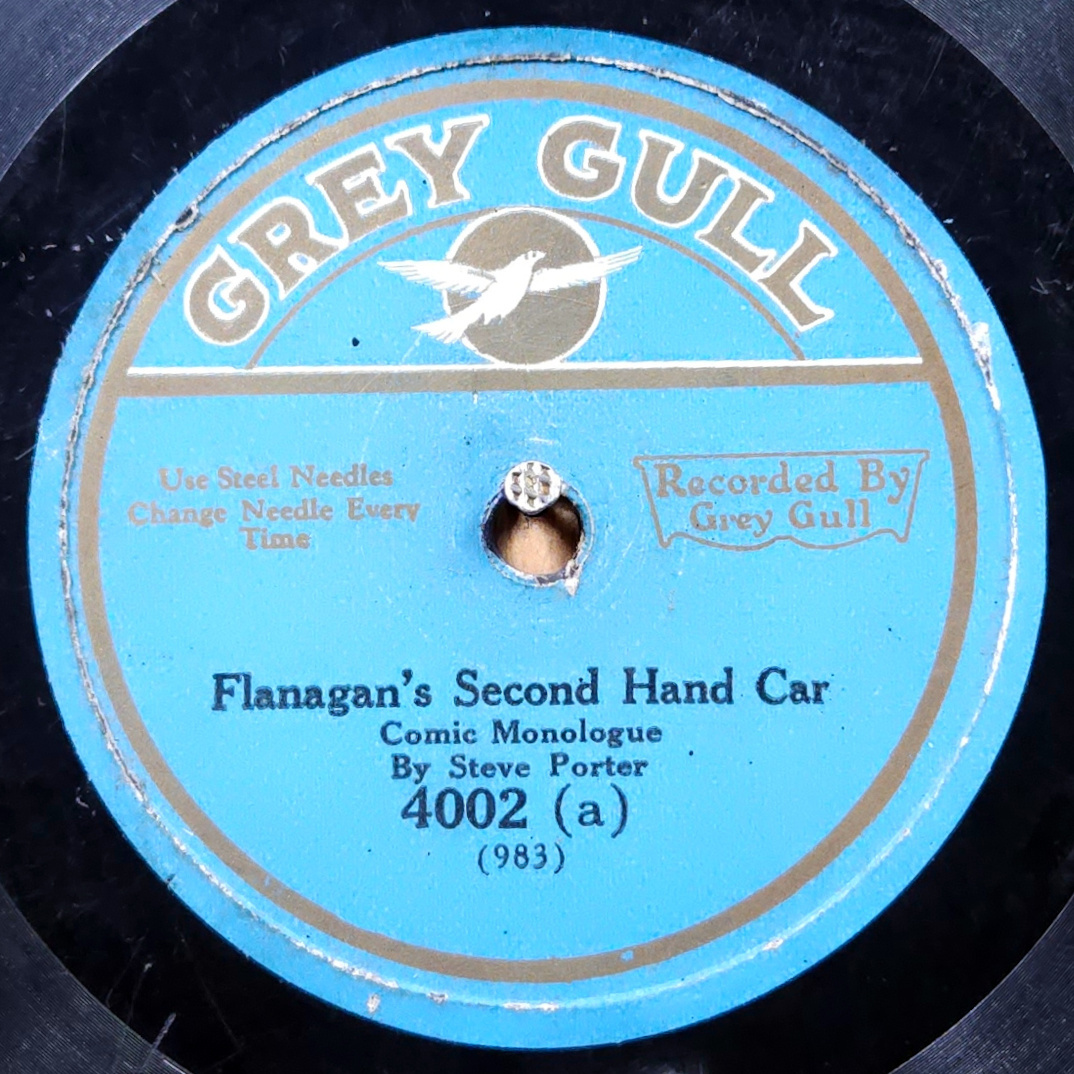 GREY GULL
Use Steel Needles
Change Needle Every
Time
Recorded By
Grey Gull
Flanagan's Second Hand Car
Comic Monologue
By Steve Porter
4002 (a)
(983)